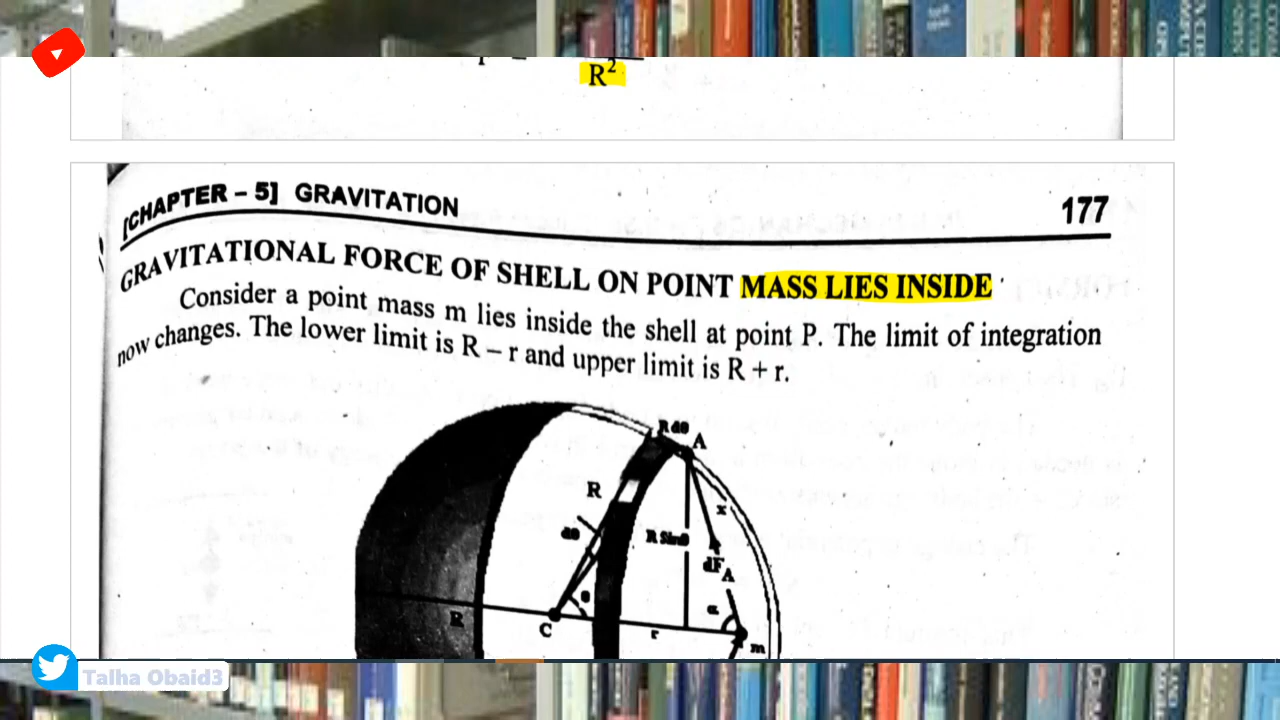 R²
[CHAPTER – 5] GRAVITATION 177
GRAVITATIONAL FORCE OF SHELL ON POINT MASS LIES INSIDE
Consider a point mass m lies inside the shell at point P. The limit of integration
now changes. The lower limit is R – r and upper limit is R + r.
R dθ
A
R
x
dθ
R Sinθ
dF
A
θ
α
R
C
r
m
Talha Obaid3